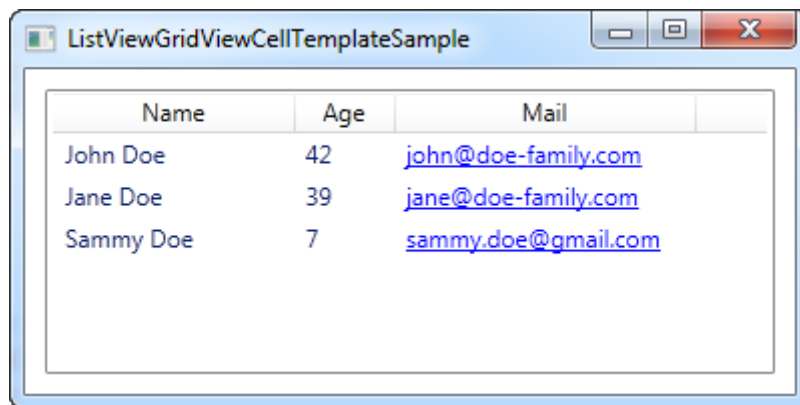 ListViewGridViewCellTemplateSample
Name Age Mail
John Doe 42 john@doe-family.com
Jane Doe 39 jane@doe-family.com
Sammy Doe 7 sammy.doe@gmail.com